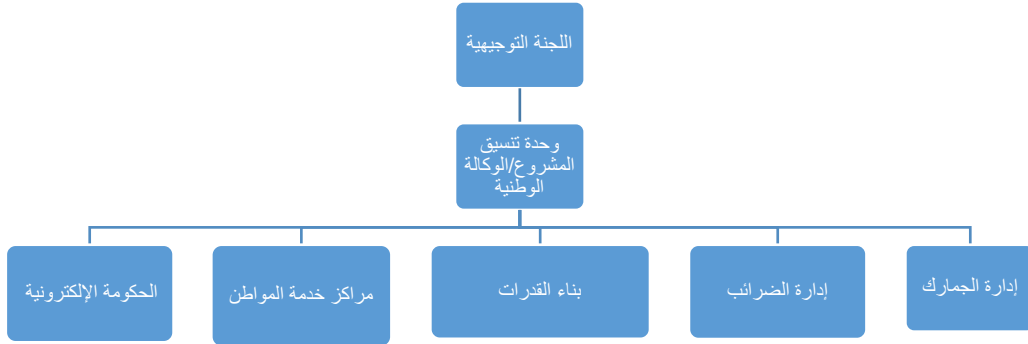 اللجنة التوجيهية
وحدة تنسيق
المشروع/الوكالة
الوطنية
إدارة الجمارك
إدارة الضرائب
بناء القدرات
مراكز خدمة المواطن
الحكومة الإلكترونية